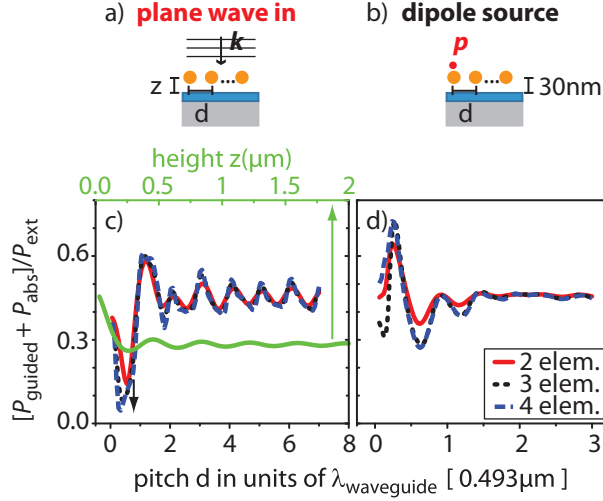 a) plane wave in
b) dipole source
k
p
z
d
...
d
...
30nm
height z(µm)
0.0 0.5 1 1.5 2
c)
d)
[P_guided + P_abs]/P_ext
0.6
0.3
0.0
2 elem.
3 elem.
4 elem.
0 2 4 6 8
0 1 2 3
pitch d in units of λ_waveguide [ 0.493µm ]